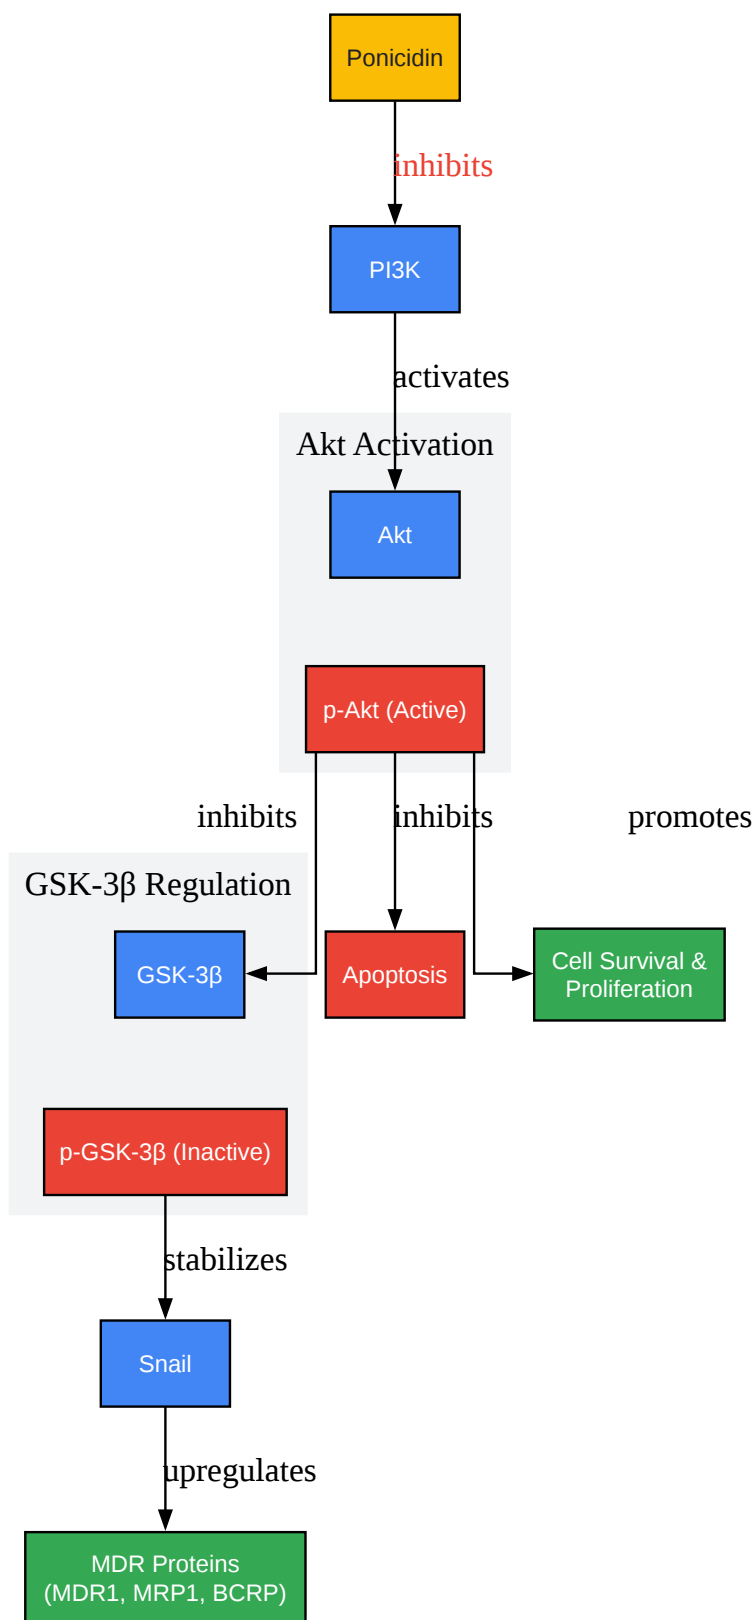 Ponicidin
inhibits
PI3K
activates
Akt Activation
Akt
p-Akt (Active)
inhibits
inhibits
promotes
GSK-3β Regulation
GSK-3β
Apoptosis
Cell Survival &
Proliferation
p-GSK-3β (Inactive)
stabilizes
Snail
upregulates
MDR Proteins
(MDR1, MRP1, BCRP)